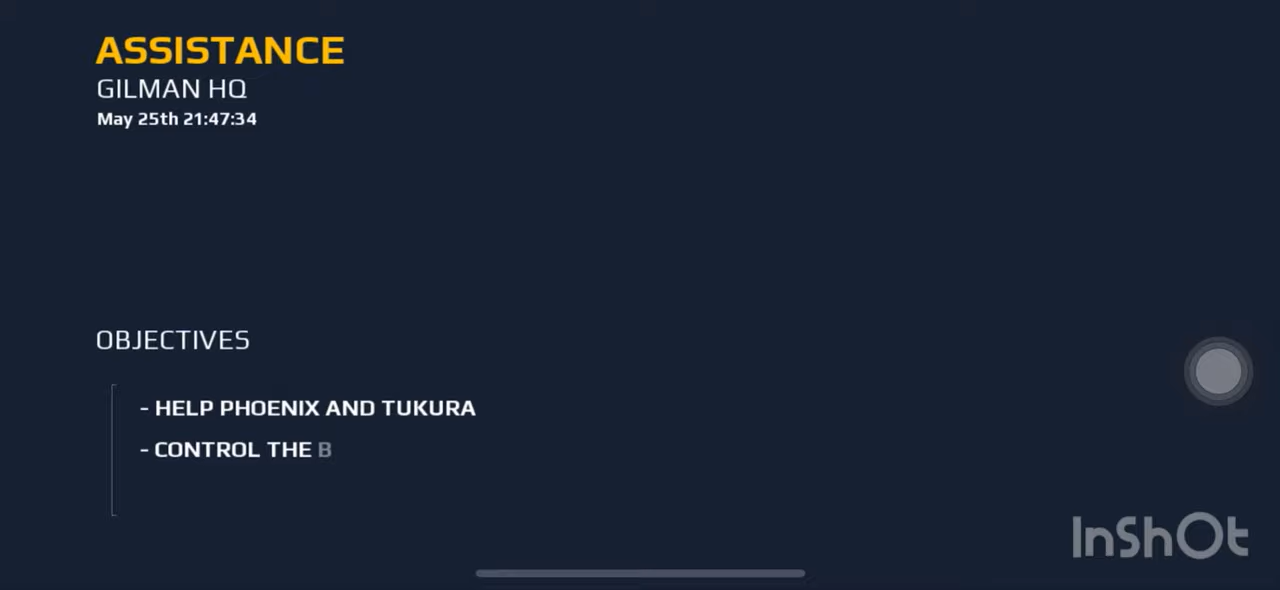 ASSISTANCE
GILMAN HQ
May 25th 21:47:34
OBJECTIVES
- HELP PHOENIX AND TUKURA
- CONTROL THE B
InShOt